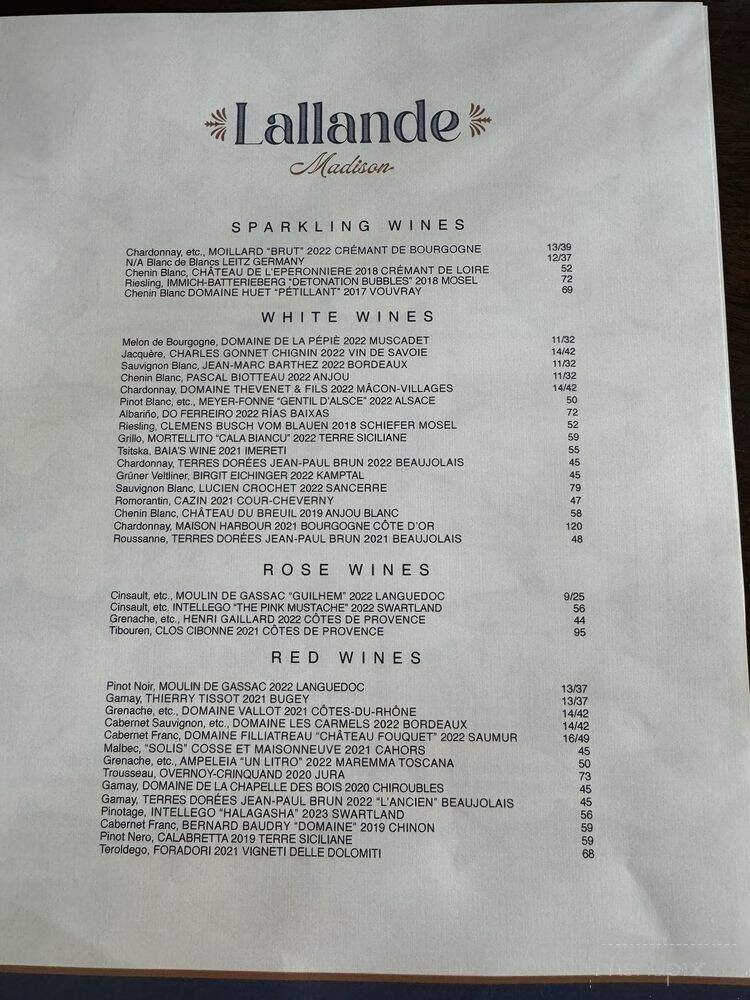 Lallande
Madison
SPARKLING WINES
Chardonnay, etc., MOILLARD "BRUT" 2022 CRÉMANT DE BOURGOGNE 13/39
N/A Blanc de Blancs LEITZ GERMANY 12/37
Chenin Blanc, CHÂTEAU DE L'EPERONNIERE 2018 CRÉMANT DE LOIRE 52
Riesling, IMMICH-BATTERIEBERG "DETONATION BUBBLES" 2018 MOSEL 72
Chenin Blanc DOMAINE HUET "PÉTILLANT" 2017 VOUVRAY 69
WHITE WINES
Melon de Bourgogne, DOMAINE DE LA PÉPIÈ 2022 MUSCADET 11/32
Jacquère, CHARLES GONNET CHIGNIN 2022 VIN DE SAVOIE 14/42
Sauvignon Blanc, JEAN-MARC BARTHEZ 2022 BORDEAUX 11/32
Chenin Blanc, PASCAL BIOTTEAU 2022 ANJOU 11/32
Chardonnay, DOMAINE THEVENET & FILS 2022 MÂCON-VILLAGES 14/42
Pinot Blanc, etc., MEYER-FONNE "GENTIL D'ALSCE" 2022 ALSACE 50
Albariño, DO FERREIRO 2022 RÍAS BAIXAS 72
Riesling, CLEMENS BUSCH VOM BLAUEN 2018 SCHIEFER MOSEL 52
Grillo, MORTELLITO "CALA BIANCU" 2022 TERRE SICILIANE 59
Tsitska, BAIA'S WINE 2021 IMERETI 55
Chardonnay, TERRES DORÉES JEAN-PAUL BRUN 2022 BEAUJOLAIS 45
Grüner Veltliner, BIRGIT EICHINGER 2022 KAMPTAL 45
Sauvignon Blanc, LUCIEN CROCHET 2022 SANCERRE 79
Romorantin, CAZIN 2021 COUR-CHEVERNY 47
Chenin Blanc, CHÂTEAU DU BREUIL 2019 ANJOU BLANC 58
Chardonnay, MAISON HARBOUR 2021 BOURGOGNE CÔTE D'OR 120
Roussanne, TERRES DORÉES JEAN-PAUL BRUN 2021 BEAUJOLAIS 48
ROSE WINES
Cinsault, etc., MOULIN DE GASSAC "GUILHEM" 2022 LANGUEDOC 9/25
Cinsault, etc. INTELLEGO "THE PINK MUSTACHE" 2022 SWARTLAND 56
Grenache, etc., HENRI GAILLARD 2022 CÔTES DE PROVENCE 44
Tibouren, CLOS CIBONNE 2021 CÔTES DE PROVENCE 95
RED WINES
Pinot Noir, MOULIN DE GASSAC 2022 LANGUEDOC 13/37
Gamay, THIERRY TISSOT 2021 BUGEY 13/37
Grenache, etc., DOMAINE VALLOT 2021 CÔTES-DU-RHÔNE 14/42
Cabernet Sauvignon, etc., DOMAINE LES CARMELS 2022 BORDEAUX 14/42
Cabernet Franc, DOMAINE FILLIATREAU "CHÂTEAU FOUQUET" 2022 SAUMUR 16/49
Malbec, "SOLIS" COSSE ET MAISONNEUVE 2021 CAHORS 45
Grenache, etc., AMPELEIA "UN LITRO" 2022 MAREMMA TOSCANA 50
Trousseau, OVERNOY-CRINQUAND 2020 JURA 73
Gamay, DOMAINE DE LA CHAPELLE DES BOIS 2020 CHIROUBLES 45
Gamay, TERRES DORÉES JEAN-PAUL BRUN 2022 "L'ANCIEN" BEAUJOLAIS 45
Pinotage, INTELLEGO "HALAGASHA" 2023 SWARTLAND 56
Cabernet Franc, BERNARD BAUDRY "DOMAINE" 2019 CHINON 59
Pinot Nero, CALABRETTA 2019 TERRE SICILIANE 59
Teroldego, FORADORI 2021 VIGNETI DELLE DOLOMITI 68